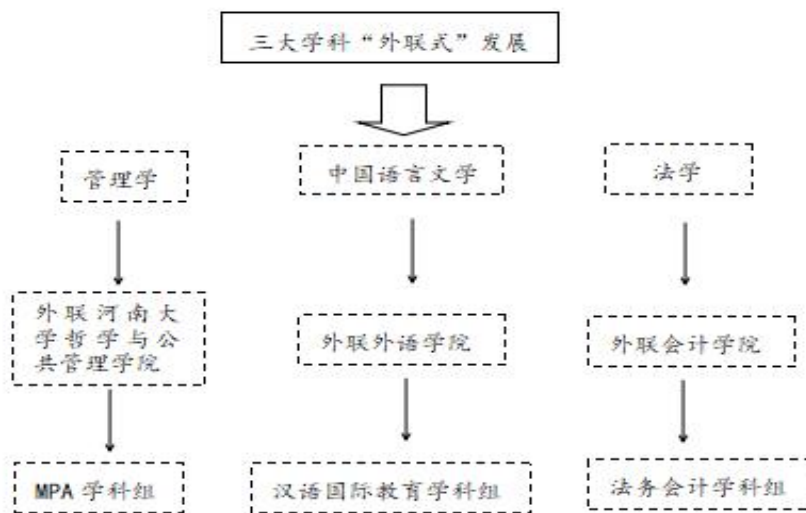 三大学科“外联式”发展
管理学
中国语言文学
法学
外联河南大
学哲学与公
共管理学院
外联外语学院
外联会计学院
MPA 学科组
汉语国际教育学科组
法务会计学科组